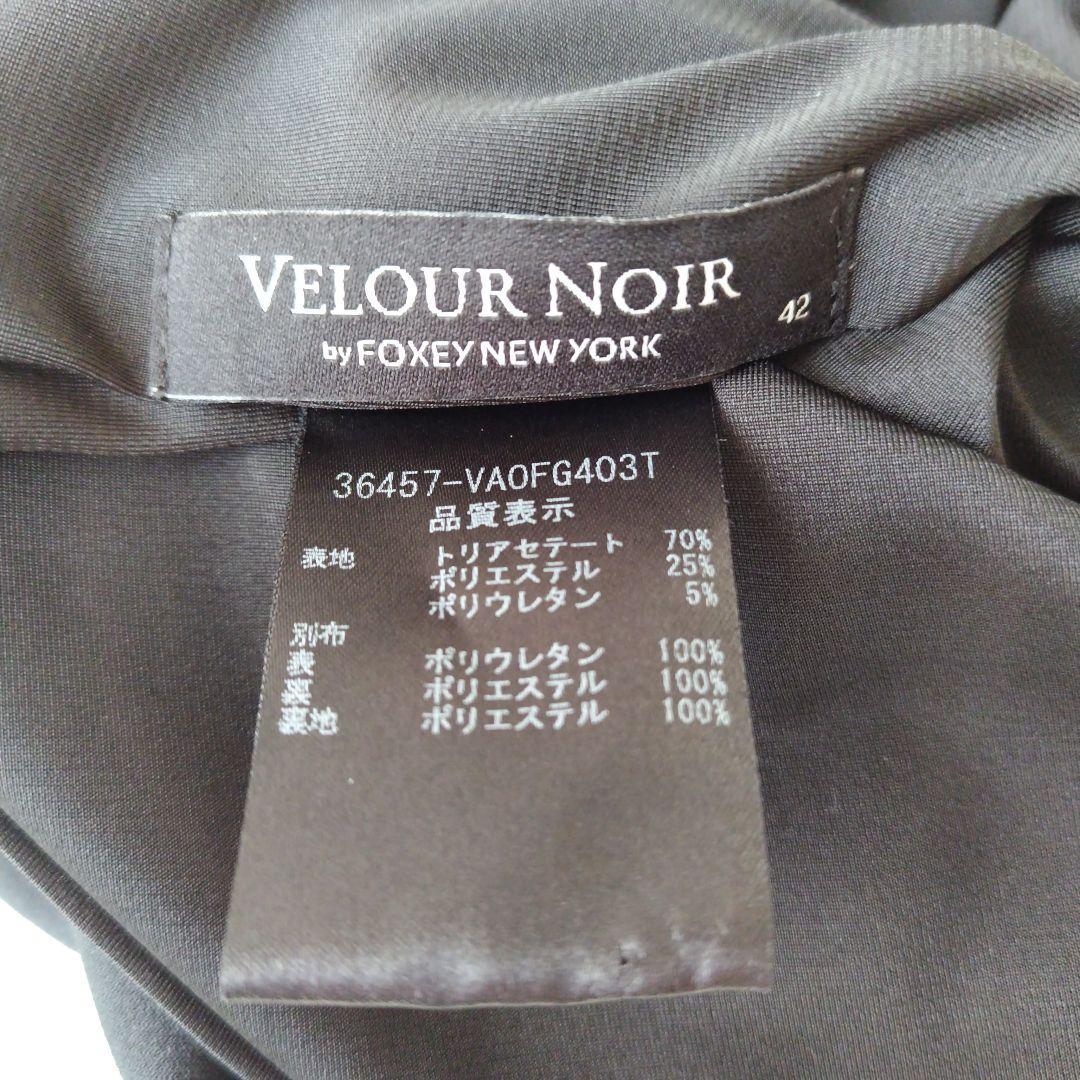 VELOUR NOIR
by FOXEY NEW YORK
42
36457-VA0FG403T
品質表示
表地 トリアセテート 70%
ポリエステル 25%
ポリウレタン 5%
別布
表 ポリウレタン 100%
裏 ポリエステル 100%
裏地 ポリエステル 100%